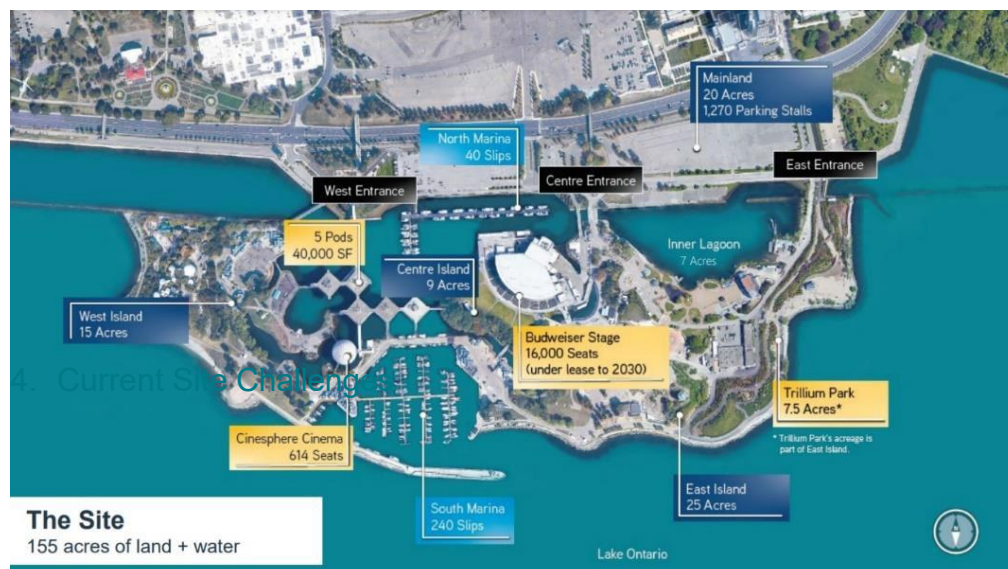 Mainland
20 Acres
1,270 Parking Stalls
North Marina
40 Slips
East Entrance
West Entrance
Centre Entrance
5 Pods
40,000 SF
Inner Lagoon
7 Acres
Centre Island
9 Acres
West Island
15 Acres
Budweiser Stage
16,000 Seats
(under lease to 2030)
4. Current Site Challenge
Trillium Park
7.5 Acres*
* Trillium Park's acreage is
part of East Island.
Cinesphere Cinema
614 Seats
East Island
25 Acres
South Marina
240 Slips
The Site
155 acres of land + water
Lake Ontario
N